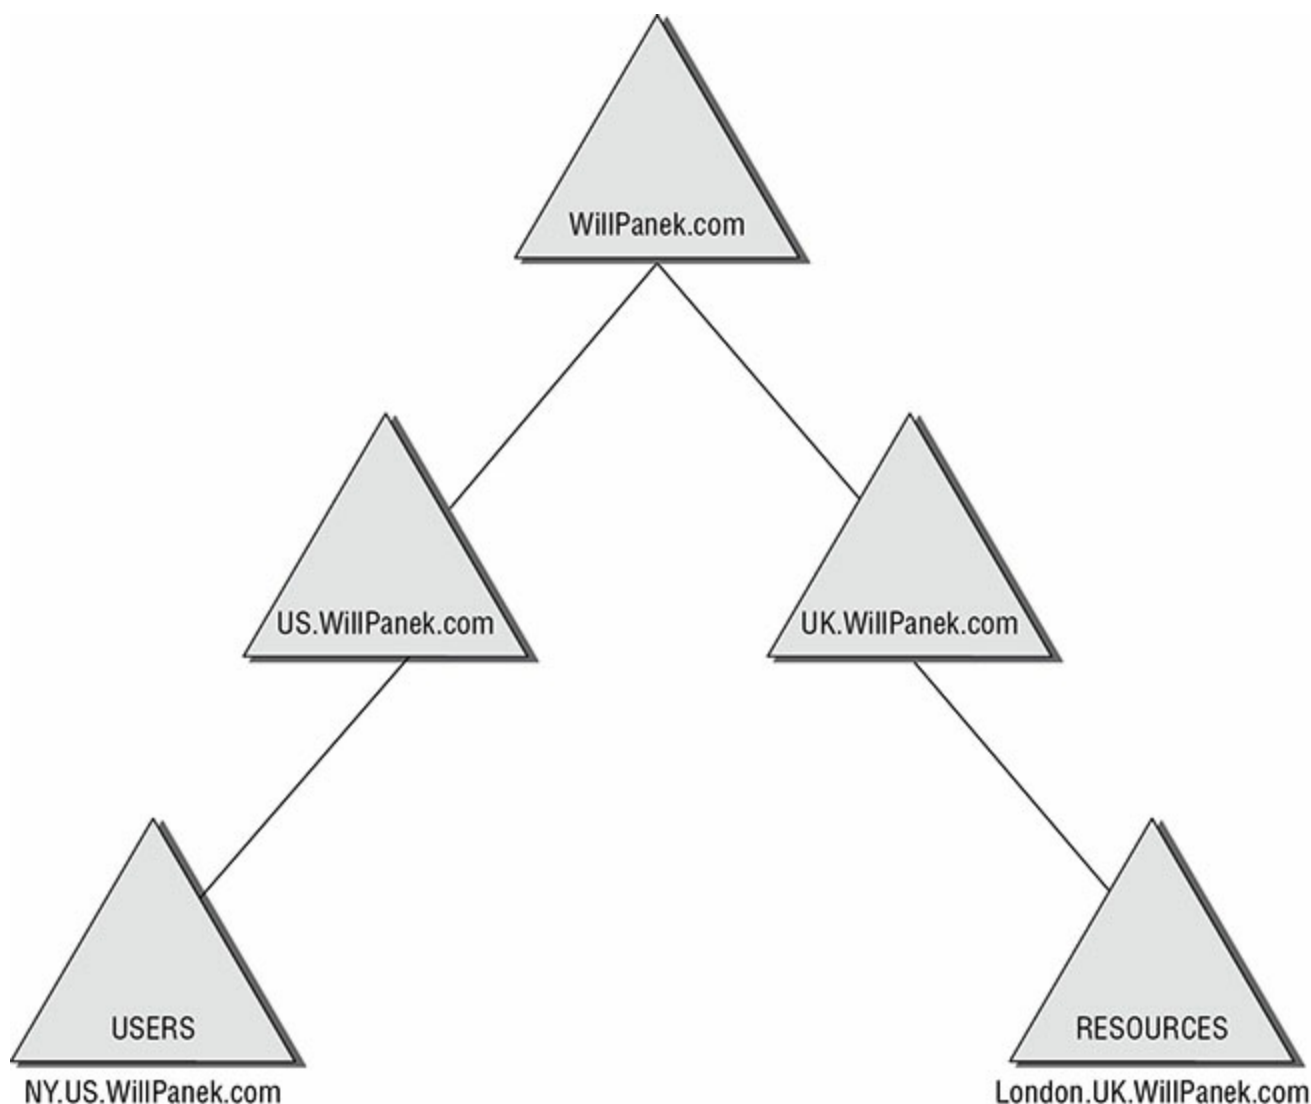 WillPanek.com
US.WillPanek.com
UK.WillPanek.com
USERS
RESOURCES
NY.US.WillPanek.com
London.UK.WillPanek.com